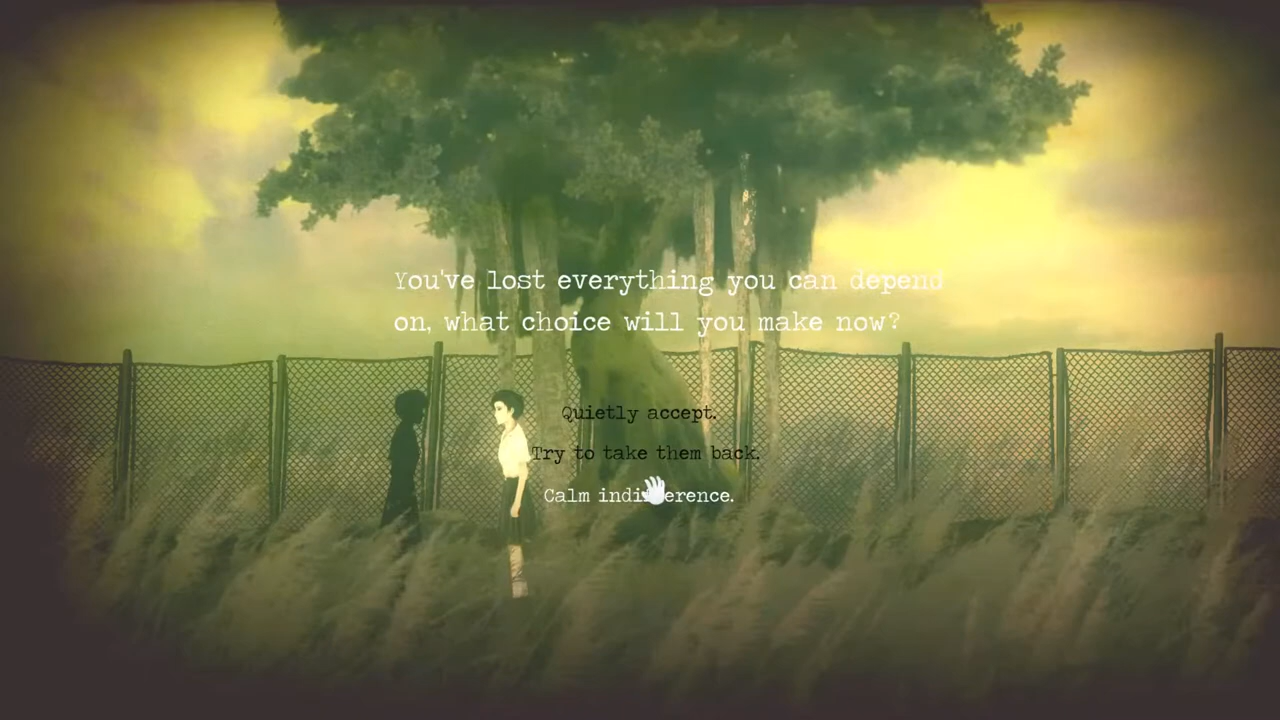 You've lost everything you can depend
on, what choice will you make now?
Quietly accept.
Try to take them back.
Calm indifference.